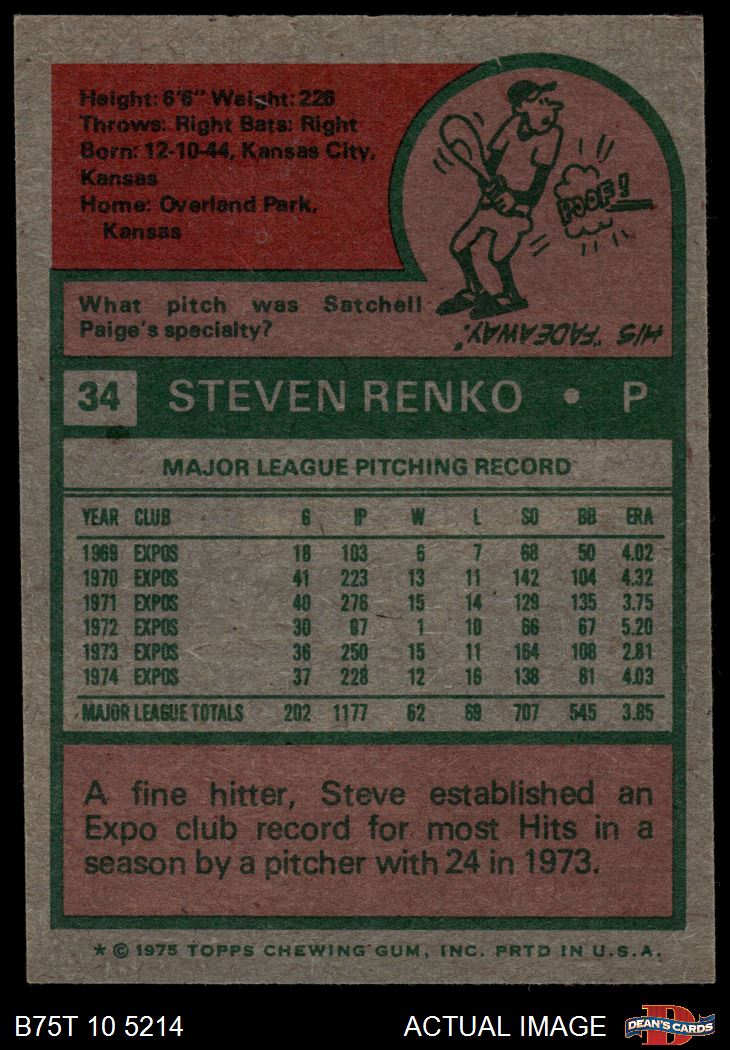 Height: 6'6" Weight: 226
Throws: Right Bats: Right
Born: 12-10-44, Kansas City,
Kansas
Home: Overland Park,
Kansas
POOF!
What pitch was Satchell
Paige's specialty?
HIS "FADEAWAY."
34 STEVEN RENKO • P
MAJOR LEAGUE PITCHING RECORD
YEAR CLUB G IP W L SO BB ERA
1969 EXPOS 18 103 6 7 68 50 4.02
1970 EXPOS 41 223 13 11 142 104 4.32
1971 EXPOS 40 276 15 14 129 135 3.75
1972 EXPOS 30 97 1 10 66 67 5.20
1973 EXPOS 36 250 15 11 164 108 2.81
1974 EXPOS 37 228 12 16 138 81 4.03
MAJOR LEAGUE TOTALS 202 1177 62 69 707 545 3.85
A fine hitter, Steve established an
Expo club record for most Hits in a
season by a pitcher with 24 in 1973.
* © 1975 TOPPS CHEWING GUM, INC. PRTD IN U.S.A.
B75T 10 5214 ACTUAL IMAGE D DEAN'S CARDS